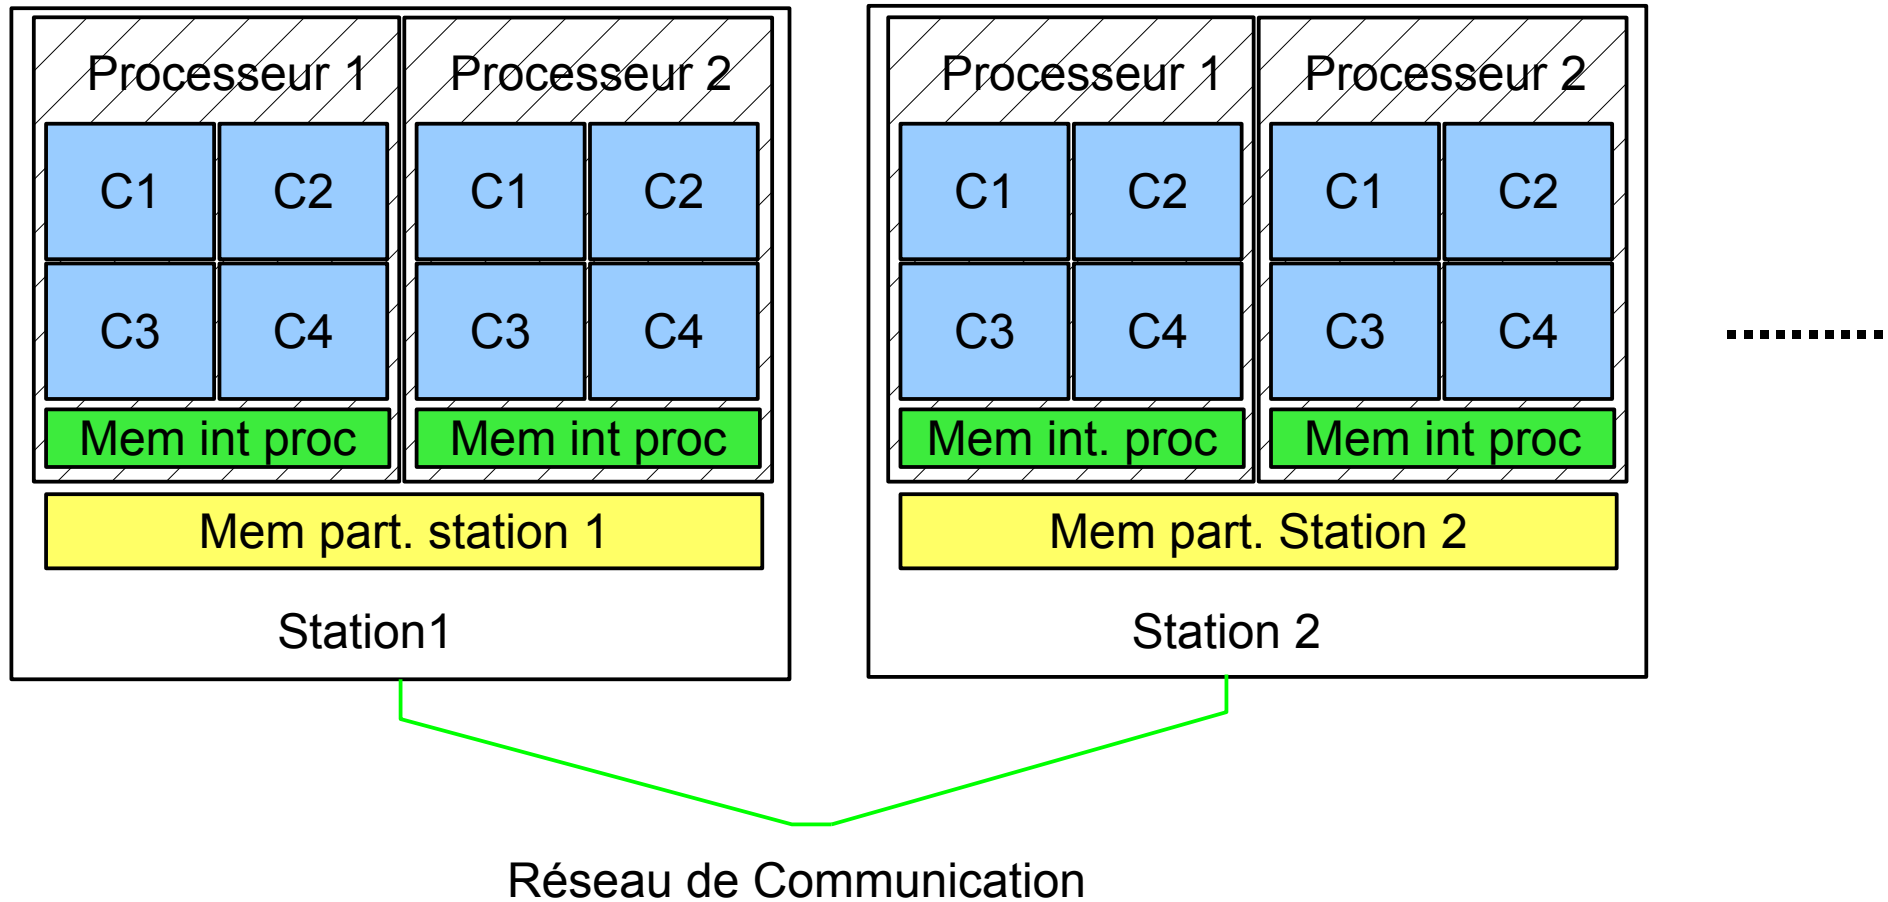 Processeur 1
Processeur 2
Processeur 1
Processeur 2
C1
C2
C1
C2
C1
C2
C1
C2
C3
C4
C3
C4
C3
C4
C3
C4
Mem int proc
Mem int proc
Mem int. proc
Mem int proc
Mem part. station 1
Mem part. Station 2
Station1
Station 2
Réseau de Communication